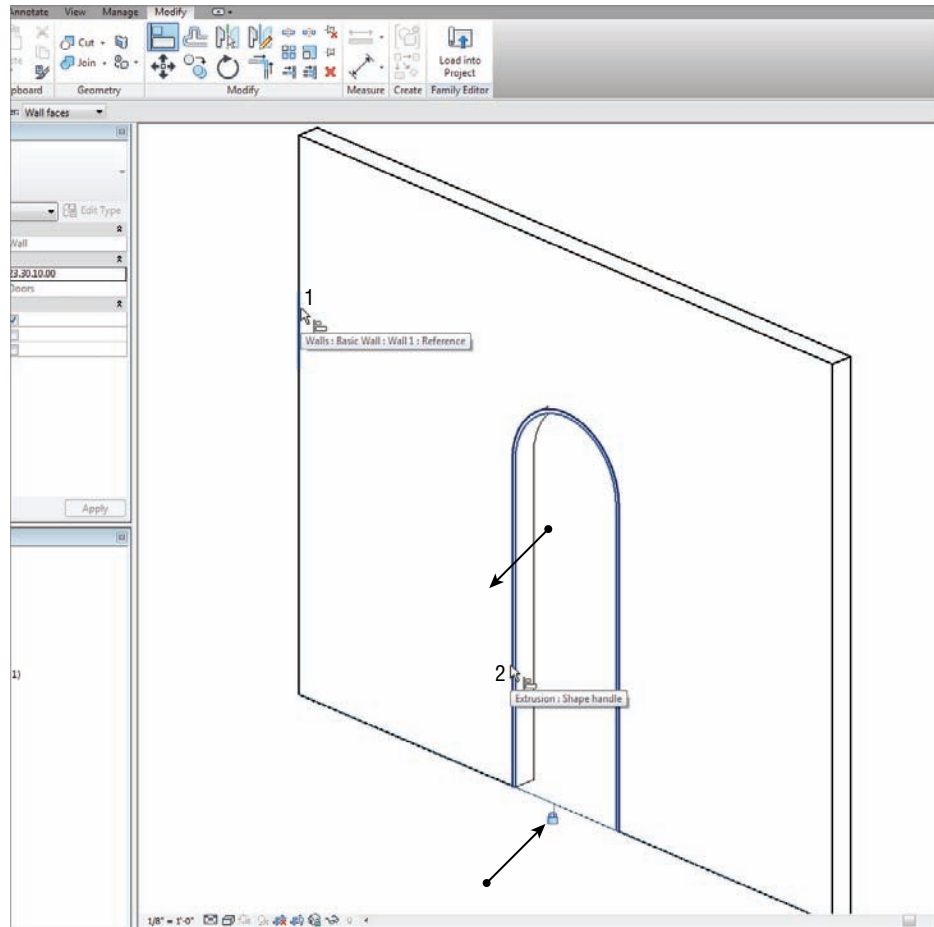 Annotate View Manage Modify
Cut
Join
Load into
Project
pboard Geometry Modify Measure Create Family Editor
Wall faces
Edit Type
Wall
23.30.10.00
Doors
1
Walls : Basic Wall : Wall 1 : Reference
Apply
1)
2
Extrusion : Shape handle
1/8" = 1'-0"